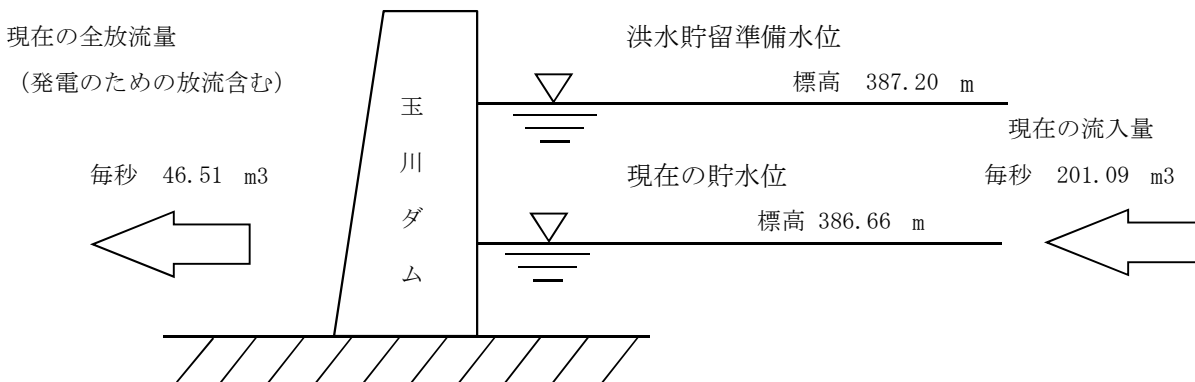 現在の全放流量
(発電のための放流含む)
毎秒 46.51 m3
玉川ダム
洪水貯留準備水位
標高 387.20 m
現在の貯水位
標高 386.66 m
現在の流入量
毎秒 201.09 m3